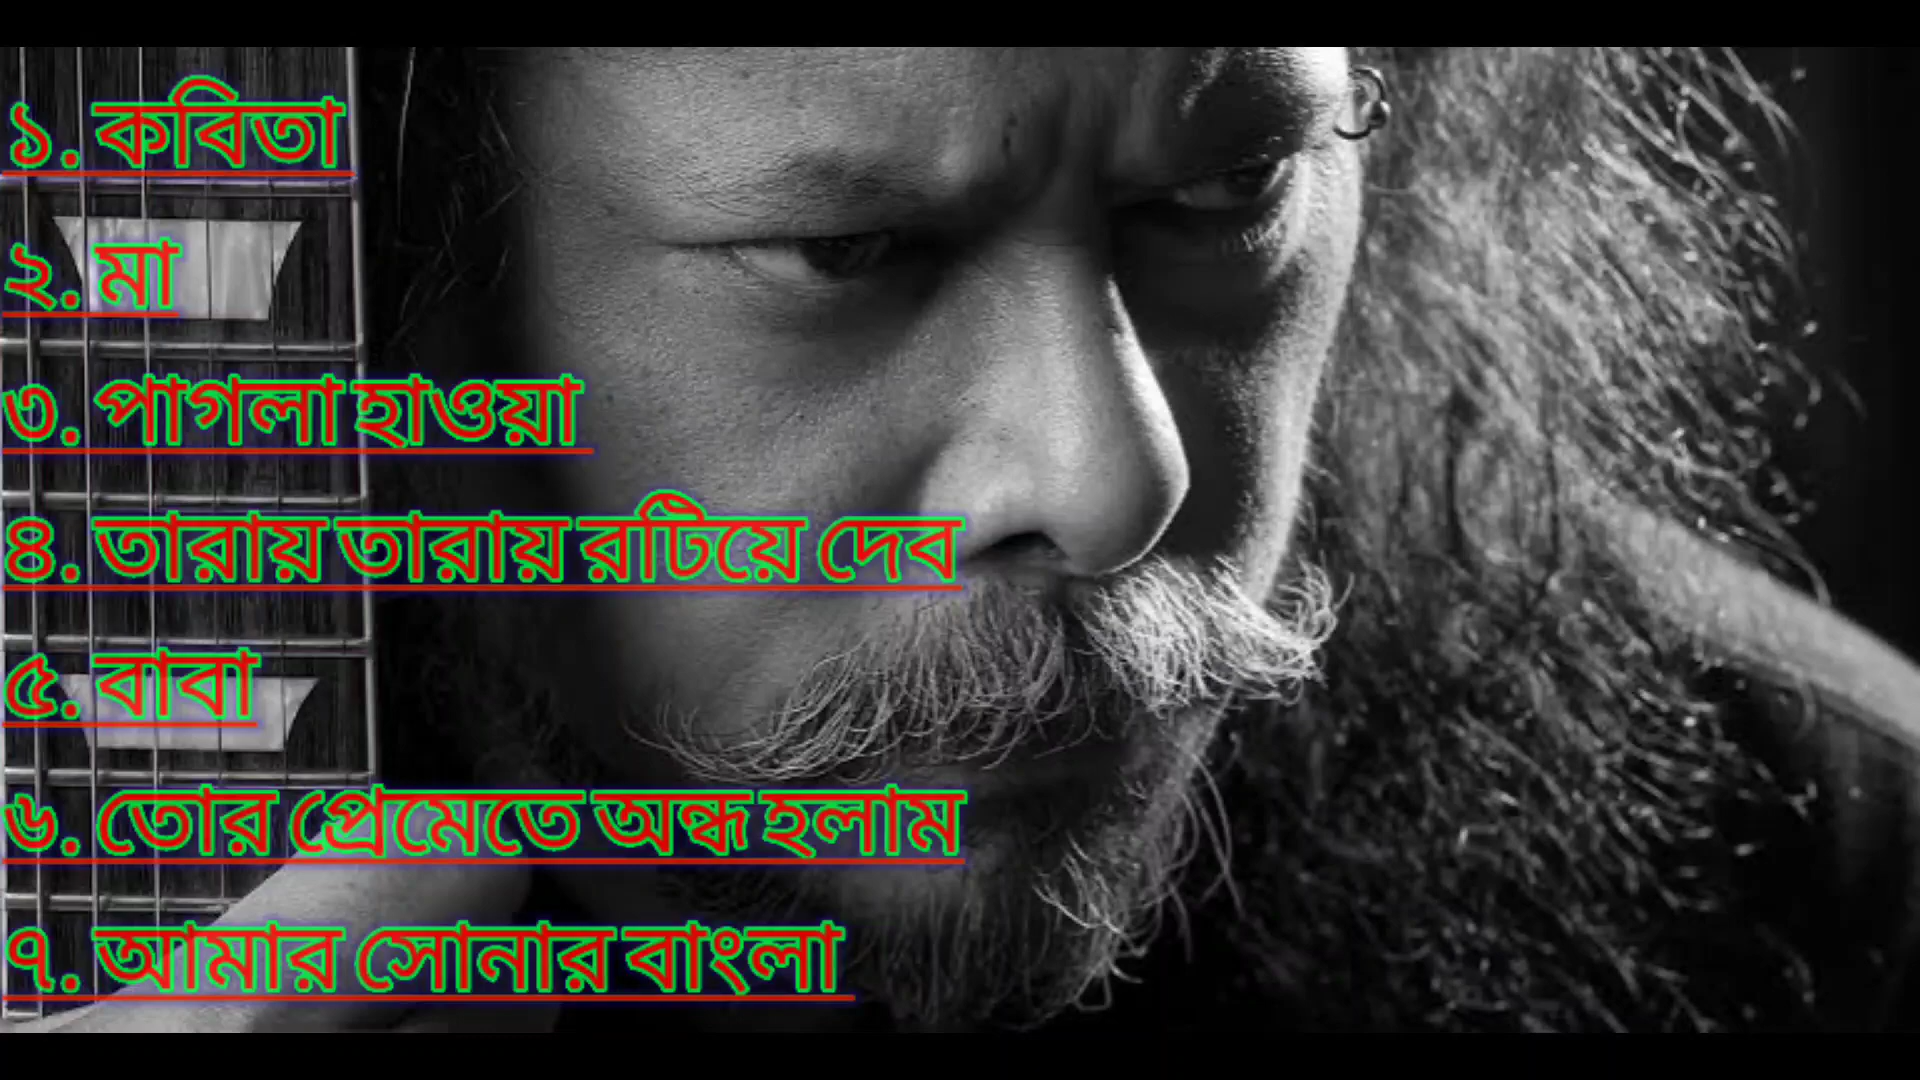 ১. কবিতা
২. মা
৩. পাগলা হাওয়া
৪. তারায় তারায় রটিয়ে দেব
৫. বাবা
৬. তোর প্রেমেতে অন্ধ হলাম
৭. আমার সোনার বাংলা